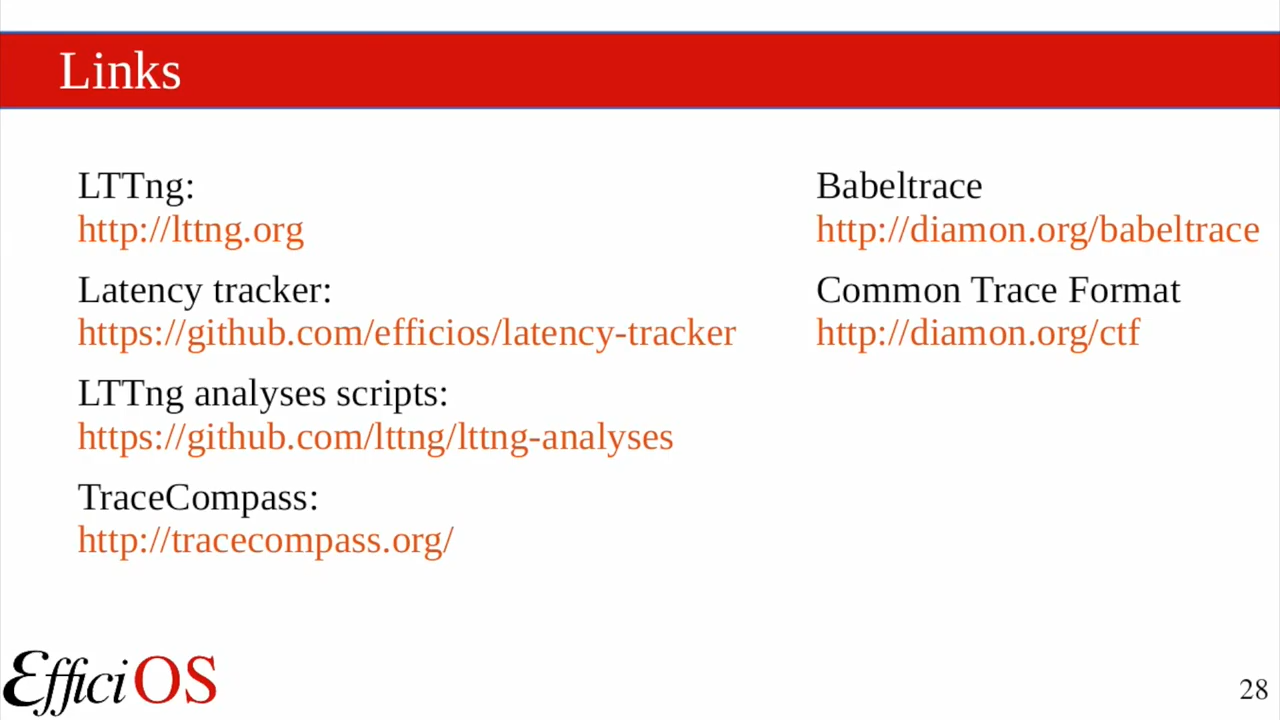 Links
LTTng:
http://lttng.org
Latency tracker:
https://github.com/efficios/latency-tracker
LTTng analyses scripts:
https://github.com/lttng/lttng-analyses
TraceCompass:
http://tracecompass.org/
Babeltrace
http://diamon.org/babeltrace
Common Trace Format
http://diamon.org/ctf
EfficiOS
28